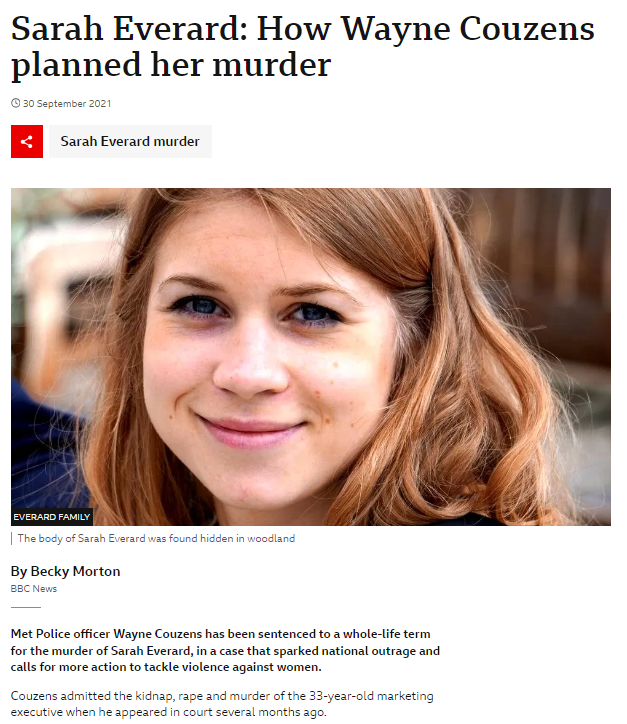 Sarah Everard: How Wayne Couzens
planned her murder
30 September 2021
Sarah Everard murder
EVERARD FAMILY
The body of Sarah Everard was found hidden in woodland
By Becky Morton
BBC News
Met Police officer Wayne Couzens has been sentenced to a whole-life term
for the murder of Sarah Everard, in a case that sparked national outrage and
calls for more action to tackle violence against women.
Couzens admitted the kidnap, rape and murder of the 33-year-old marketing
executive when he appeared in court several months ago.